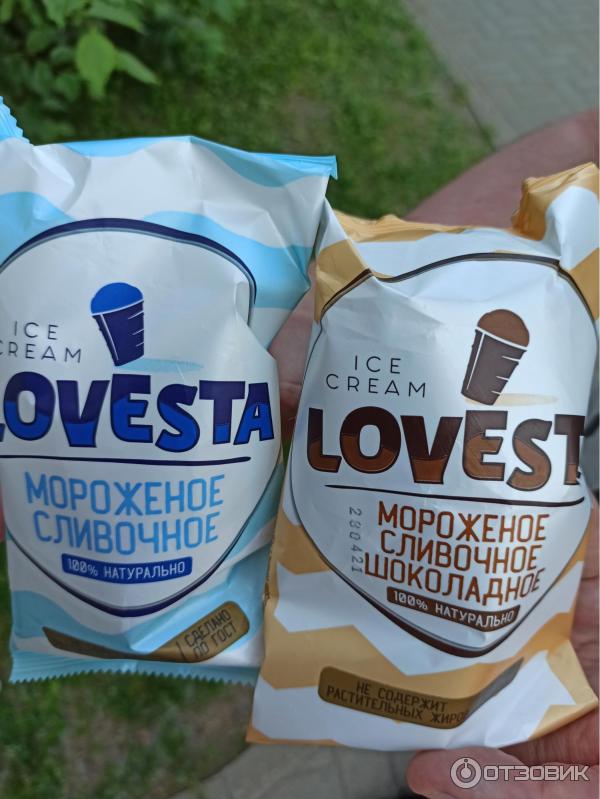 ICE
CREAM
LOVESTA
МОРОЖЕНОЕ
СЛИВОЧНОЕ
100% НАТУРАЛЬНО
СДЕЛАНО
ПО ГОСТ
ICE
CREAM
LOVEST
280421
МОРОЖЕНОЕ
СЛИВОЧНОЕ
ШОКОЛАДНОЕ
100% НАТУРАЛЬНО
НЕ СОДЕРЖИТ
РАСТИТЕЛЬНЫХ ЖИРОВ
ОТЗОВИК